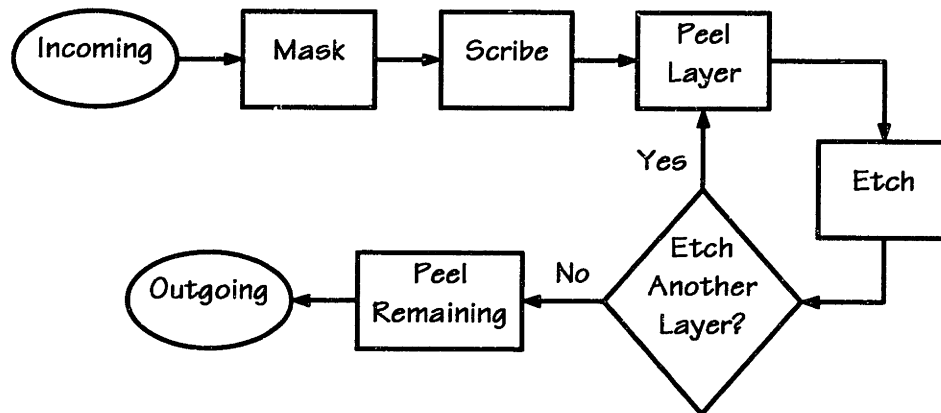 Incoming
Mask
Scribe
Peel
Layer
Etch
Yes
Etch
Another
Layer?
No
Peel
Remaining
Outgoing